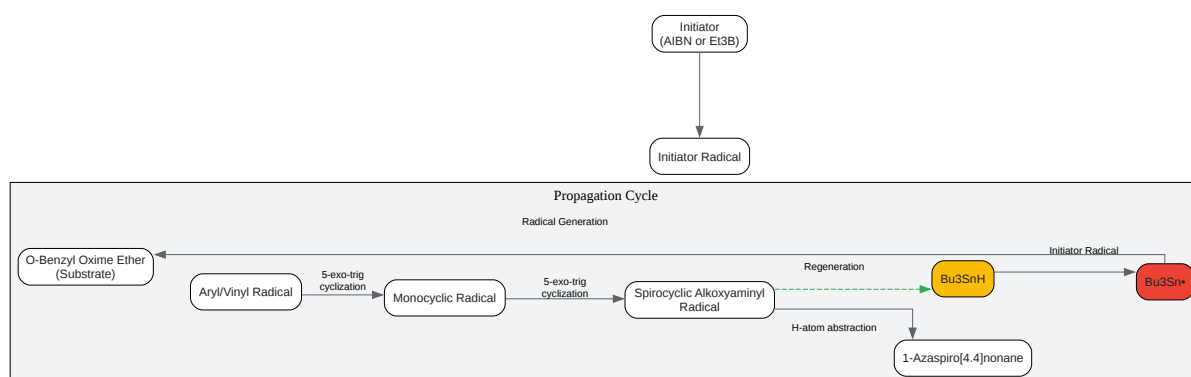 Initiator
(AIBN or Et3B)
Initiator Radical
Propagation Cycle
Radical Generation
O-Benzyl Oxime Ether
(Substrate)
Aryl/Vinyl Radical
5-exo-trig
cyclization
Monocyclic Radical
5-exo-trig
cyclization
Spirocyclic Alkoxyaminyl
Radical
Regeneration
Bu3SnH
Initiator Radical
Bu3Sn•
H-atom abstraction
1-Azaspiro[4.4]nonane